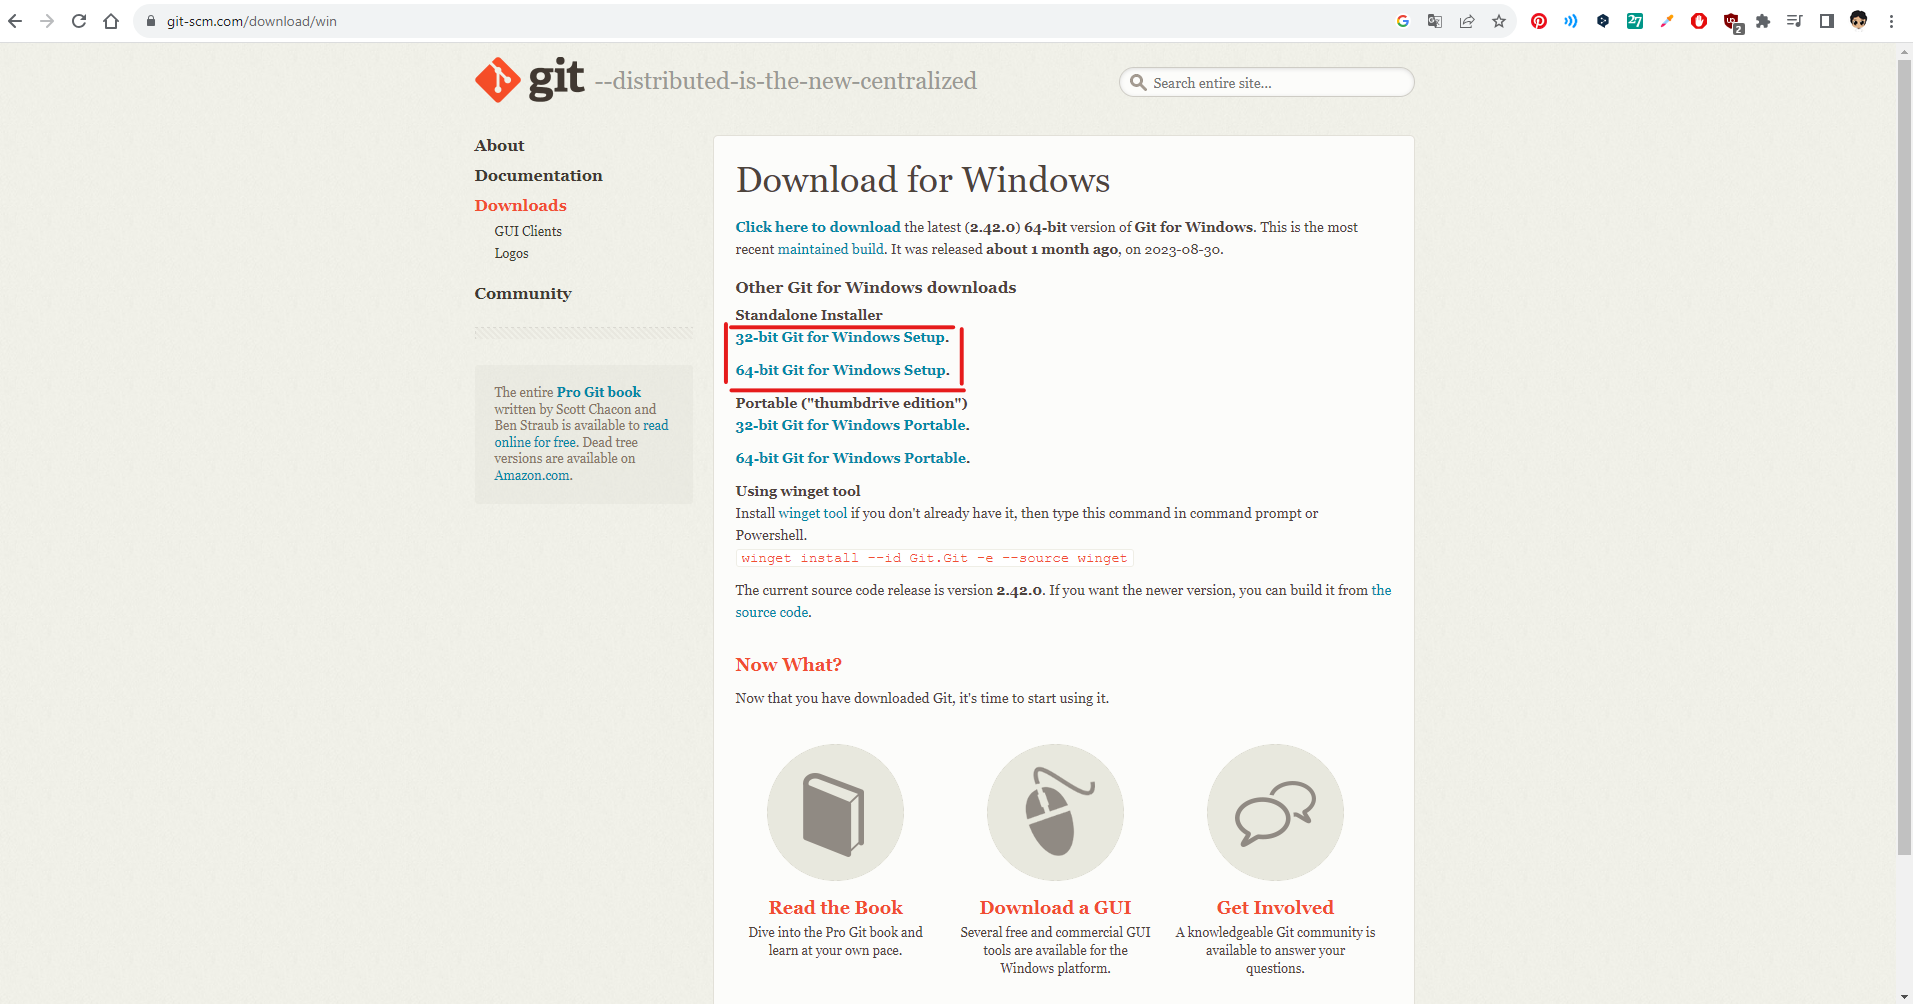 git-scm.com/download/win
2
git --distributed-is-the-new-centralized
Search entire site...
About
Documentation
Downloads
GUI Clients
Logos
Community
The entire Pro Git book
written by Scott Chacon and
Ben Straub is available to read
online for free. Dead tree
versions are available on
Amazon.com.
Download for Windows
Click here to download the latest (2.42.0) 64-bit version of Git for Windows. This is the most
recent maintained build. It was released about 1 month ago, on 2023-08-30.
Other Git for Windows downloads
Standalone Installer
32-bit Git for Windows Setup.
64-bit Git for Windows Setup.
Portable ("thumbdrive edition")
32-bit Git for Windows Portable.
64-bit Git for Windows Portable.
Using winget tool
Install winget tool if you don't already have it, then type this command in command prompt or
Powershell.
winget install --id Git.Git -e --source winget
The current source code release is version 2.42.0. If you want the newer version, you can build it from the
source code.
Now What?
Now that you have downloaded Git, it's time to start using it.
Read the Book
Dive into the Pro Git book and
learn at your own pace.
Download a GUI
Several free and commercial GUI
tools are available for the
Windows platform.
Get Involved
A knowledgeable Git community is
available to answer your
questions.